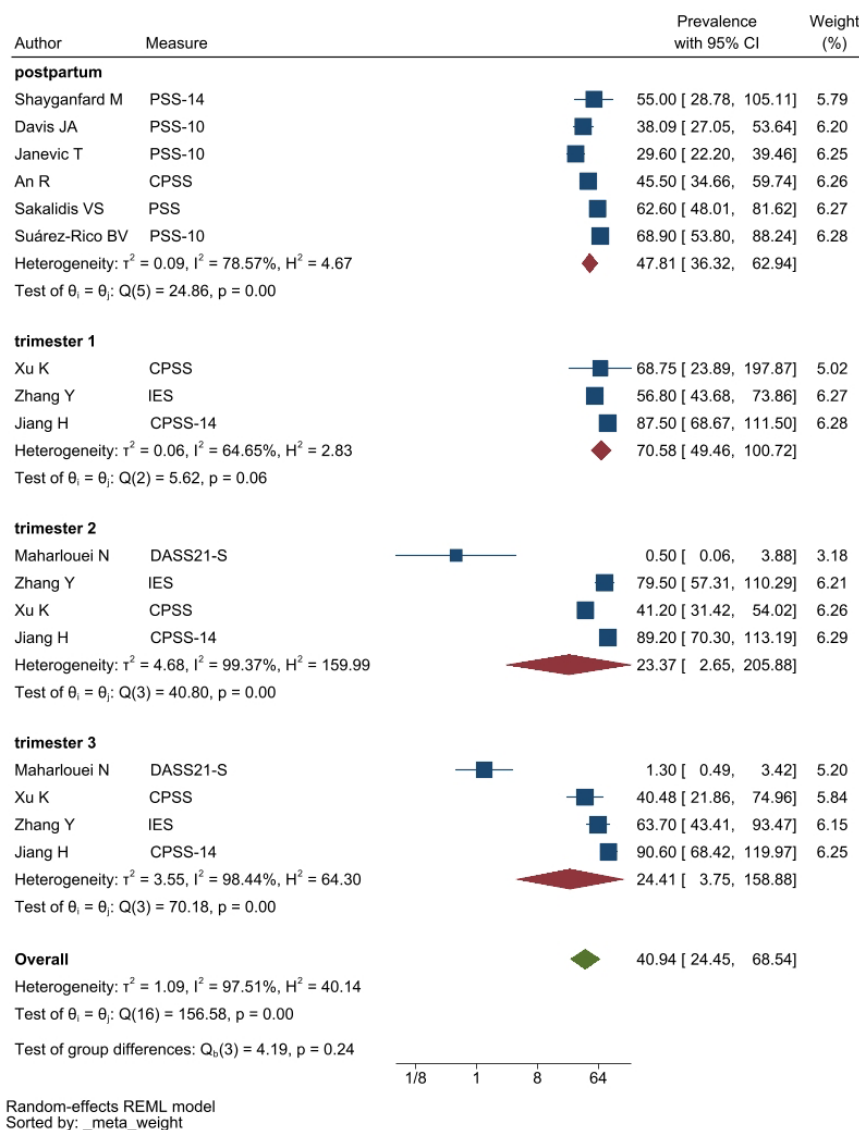 Prevalence Weight
Author Measure with 95% CI (%)
postpartum
Shayganfard M PSS-14 55.00 [ 28.78, 105.11] 5.79
Davis JA PSS-10 38.09 [ 27.05, 53.64] 6.20
Janevic T PSS-10 29.60 [ 22.20, 39.46] 6.25
An R CPSS 45.50 [ 34.66, 59.74] 6.26
Sakalidis VS PSS 62.60 [ 48.01, 81.62] 6.27
Suárez-Rico BV PSS-10 68.90 [ 53.80, 88.24] 6.28
Heterogeneity: τ² = 0.09, I² = 78.57%, H² = 4.67 47.81 [ 36.32, 62.94]
Test of θᵢ = θⱼ: Q(5) = 24.86, p = 0.00
trimester 1
Xu K CPSS 68.75 [ 23.89, 197.87] 5.02
Zhang Y IES 56.80 [ 43.68, 73.86] 6.27
Jiang H CPSS-14 87.50 [ 68.67, 111.50] 6.28
Heterogeneity: τ² = 0.06, I² = 64.65%, H² = 2.83 70.58 [ 49.46, 100.72]
Test of θᵢ = θⱼ: Q(2) = 5.62, p = 0.06
trimester 2
Maharlouei N DASS21-S 0.50 [ 0.06, 3.88] 3.18
Zhang Y IES 79.50 [ 57.31, 110.29] 6.21
Xu K CPSS 41.20 [ 31.42, 54.02] 6.26
Jiang H CPSS-14 89.20 [ 70.30, 113.19] 6.29
Heterogeneity: τ² = 4.68, I² = 99.37%, H² = 159.99 23.37 [ 2.65, 205.88]
Test of θᵢ = θⱼ: Q(3) = 40.80, p = 0.00
trimester 3
Maharlouei N DASS21-S 1.30 [ 0.49, 3.42] 5.20
Xu K CPSS 40.48 [ 21.86, 74.96] 5.84
Zhang Y IES 63.70 [ 43.41, 93.47] 6.15
Jiang H CPSS-14 90.60 [ 68.42, 119.97] 6.25
Heterogeneity: τ² = 3.55, I² = 98.44%, H² = 64.30 24.41 [ 3.75, 158.88]
Test of θᵢ = θⱼ: Q(3) = 70.18, p = 0.00
Overall 40.94 [ 24.45, 68.54]
Heterogeneity: τ² = 1.09, I² = 97.51%, H² = 40.14
Test of θᵢ = θⱼ: Q(16) = 156.58, p = 0.00
Test of group differences: Q_b(3) = 4.19, p = 0.24
1/8 1 8 64
Random-effects REML model
Sorted by: _meta_weight